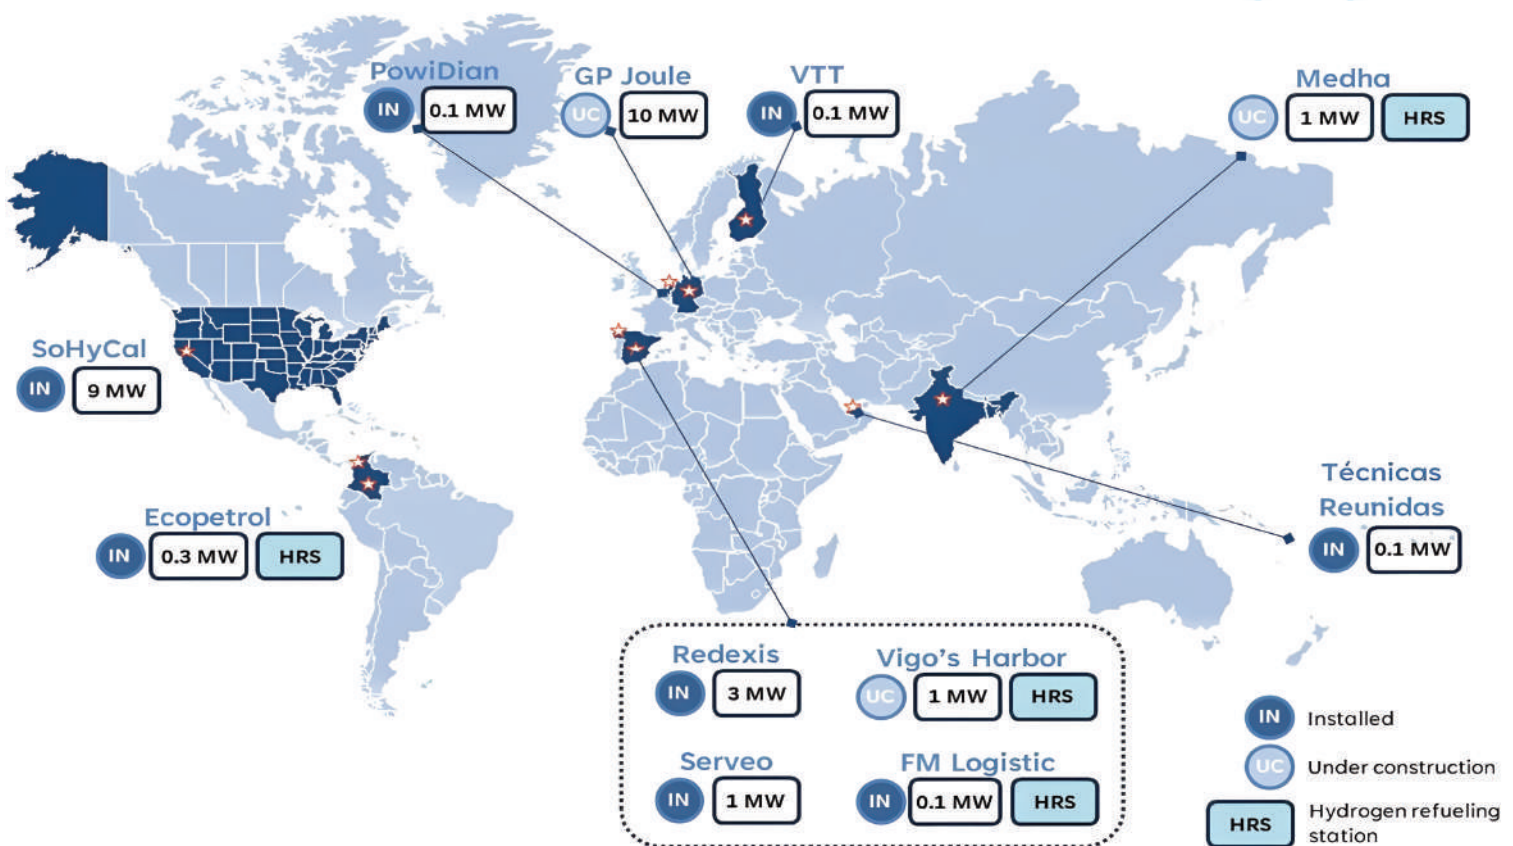 PowiDian
IN 0.1 MW
GP Joule
UC 10 MW
VTT
IN 0.1 MW
Medha
UC 1 MW HRS
SoHyCal
IN 9 MW
Ecopetrol
IN 0.3 MW HRS
Técnicas
Reunidas
IN 0.1 MW
Redexis
IN 3 MW
Vigo’s Harbor
UC 1 MW HRS
Serveo
IN 1 MW
FM Logistic
IN 0.1 MW HRS
IN Installed
UC Under construction
HRS Hydrogen refueling
station